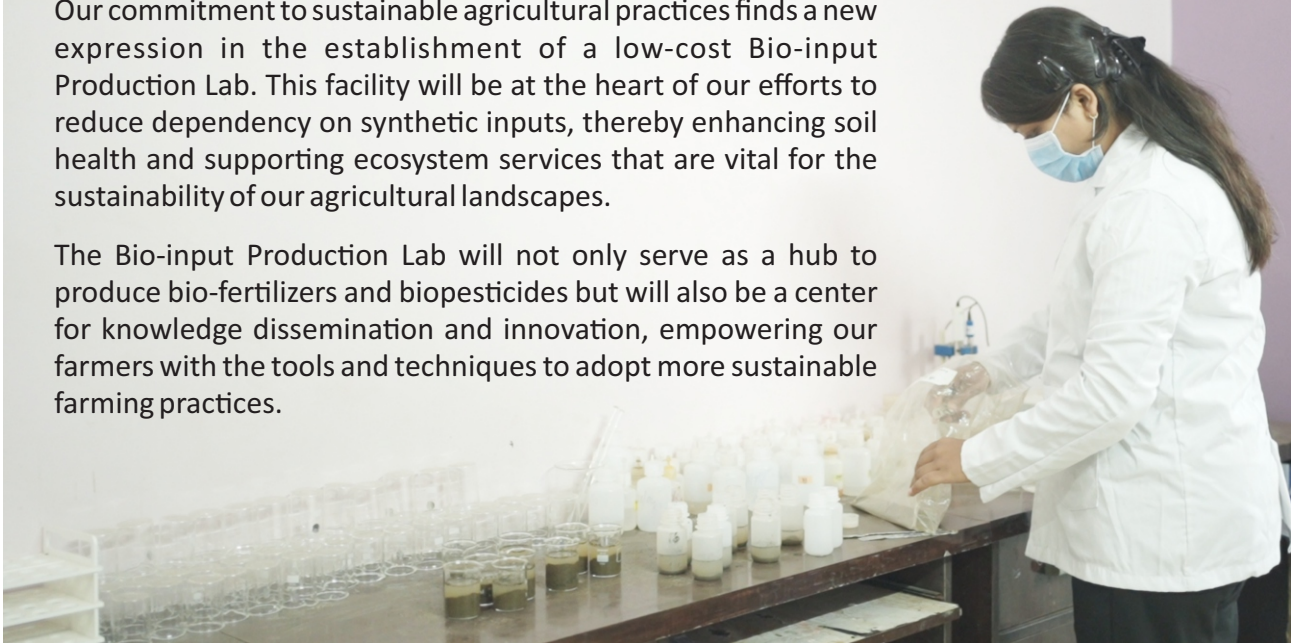 Our commitment to sustainable agricultural practices finds a new
expression in the establishment of a low-cost Bio-input
Production Lab. This facility will be at the heart of our efforts to
reduce dependency on synthetic inputs, thereby enhancing soil
health and supporting ecosystem services that are vital for the
sustainability of our agricultural landscapes.
The Bio-input Production Lab will not only serve as a hub to
produce bio-fertilizers and biopesticides but will also be a center
for knowledge dissemination and innovation, empowering our
farmers with the tools and techniques to adopt more sustainable
farming practices.